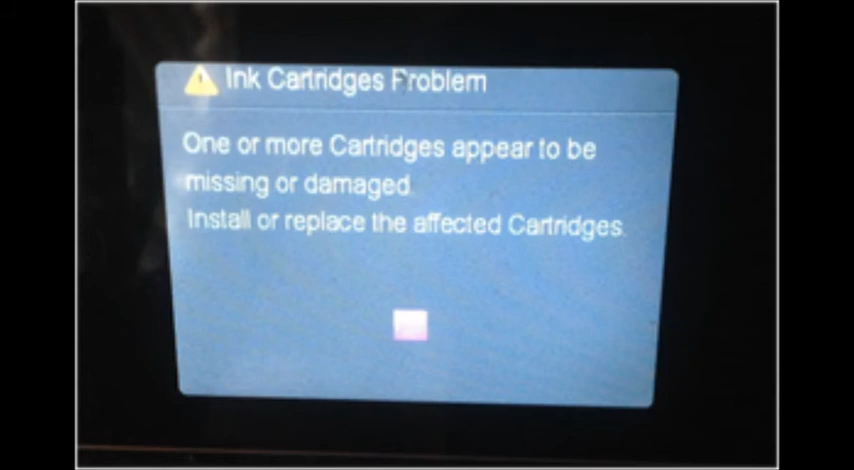 Ink Cartridges Problem
One or more Cartridges appear to be
missing or damaged.
Install or replace the affected Cartridges.